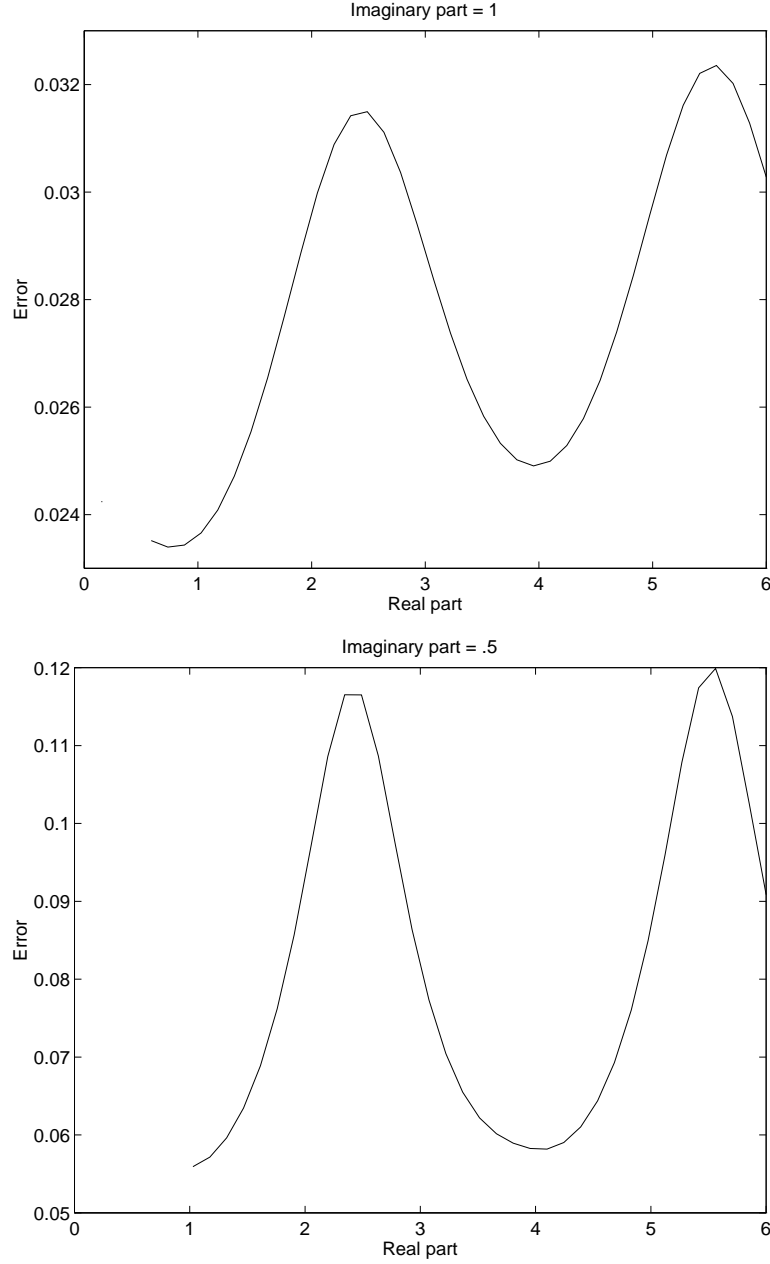 Imaginary part = 1
0.032
0.03
0.028
0.026
0.024
Error
0 1 2 3 4 5 6
Real part
Imaginary part = .5
0.12
0.11
0.1
0.09
0.08
0.07
0.06
0.05
Error
0 1 2 3 4 5 6
Real part